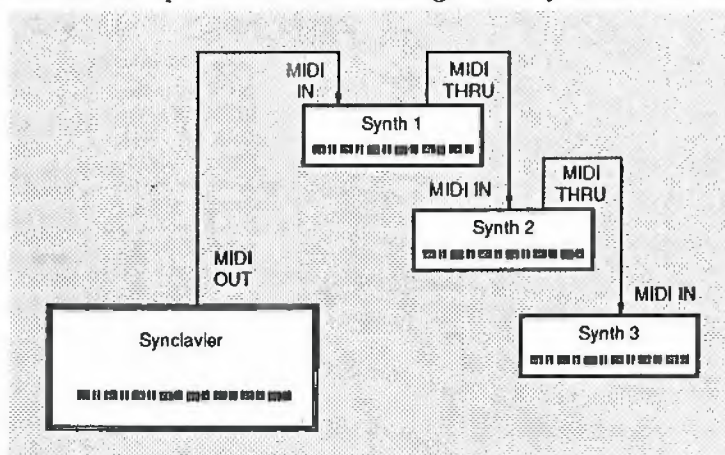 MIDI
IN
MIDI
THRU
Synth 1
MIDI IN
MIDI
THRU
Synth 2
MIDI
OUT
MIDI IN
Synclavier
Synth 3